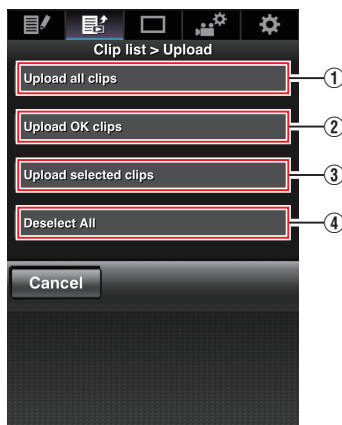 Clip list > Upload
Upload all clips
①
Upload OK clips
②
Upload selected clips
③
Deselect All
④
Cancel